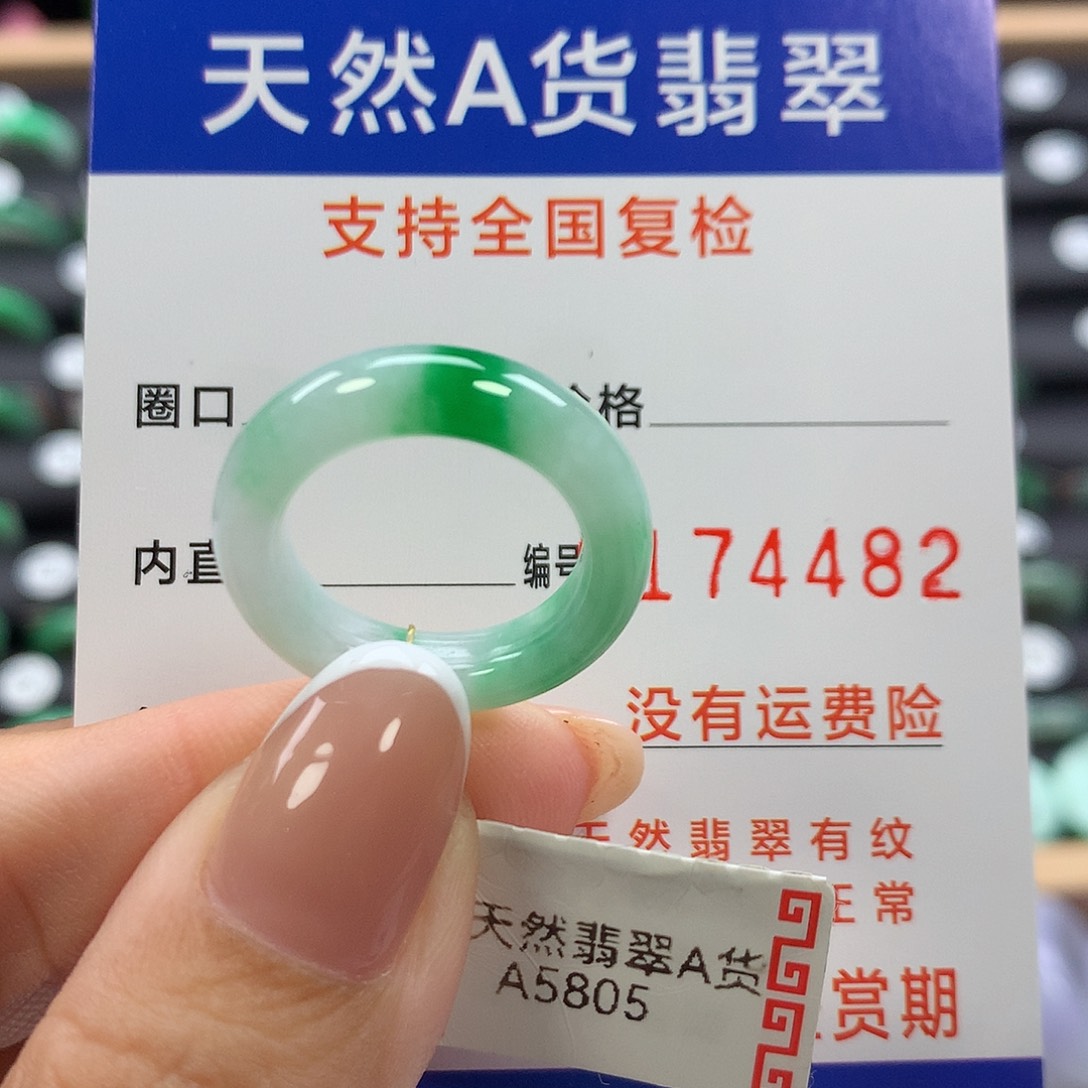 天然A货翡翠
支持全国复检
圈口 格
内直 编号 174482
没有运费险
天然翡翠有纹
正常
赏期
天然翡翠A货
A5805